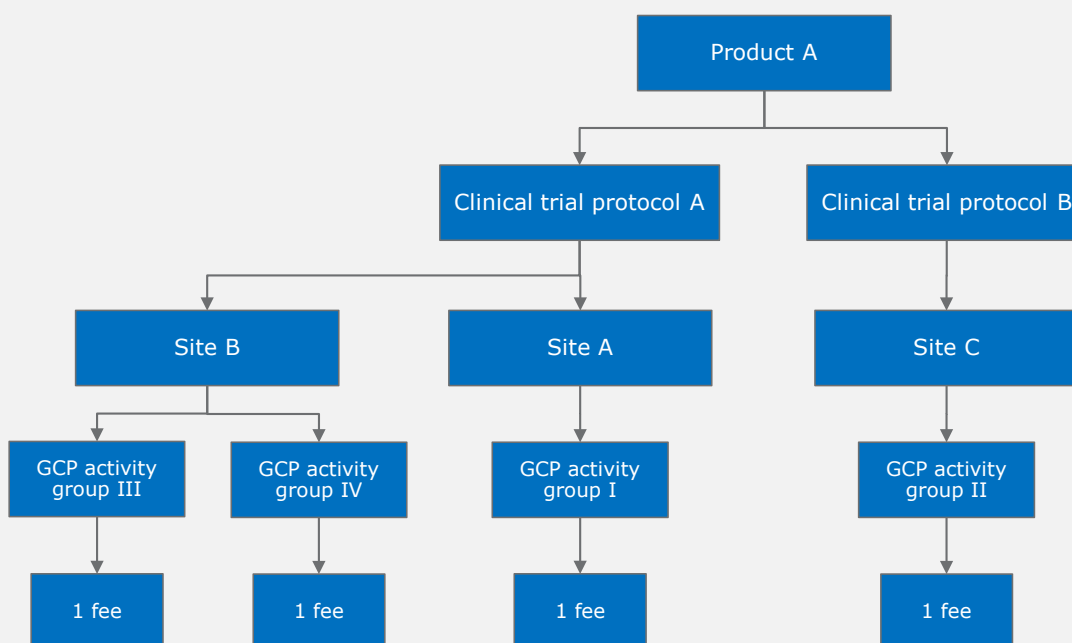 Product A
Clinical trial protocol A
Clinical trial protocol B
Site B
Site A
Site C
GCP activity
group III
GCP activity
group IV
GCP activity
group I
GCP activity
group II
1 fee
1 fee
1 fee
1 fee